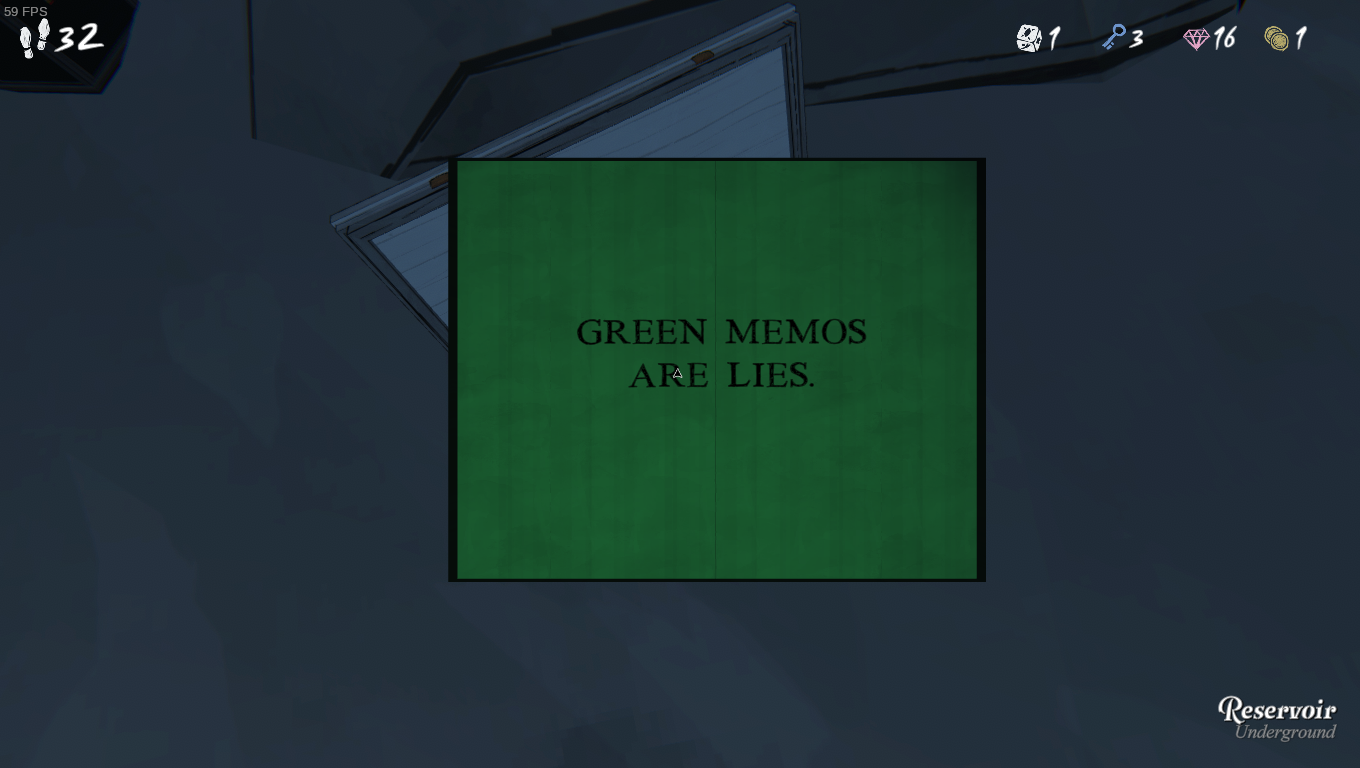 59 FPS
32
1
3
16
1
GREEN MEMOS
ARE LIES.
Reservoir
Underground